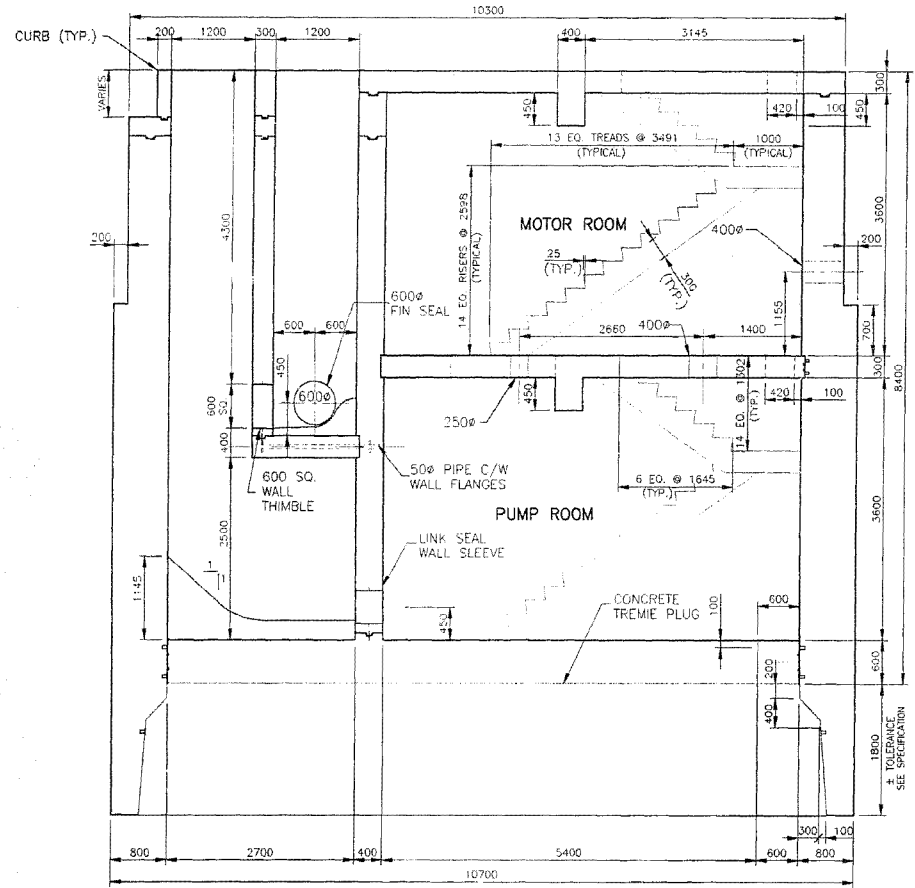 10300
CURB (TYP.)
200
1200
300
1200
400
3145
VARIES
300
450
420
100
450
13 EQ. TREADS @ 3491
(TYPICAL)
1000
(TYPICAL)
4300
14 EQ. RISERS @ 2598
(TYPICAL)
MOTOR ROOM
3600
200
400ø
200
25
(TYP.)
300
(TYP.)
600ø
FIN SEAL
1155
700
600
600
2660
400ø
1400
450
300
8400
600
SQ
600ø
450
250ø
14 EQ @ 1302
(TYP.)
420
100
400
50ø PIPE C/W
WALL FLANGES
6 EQ. @ 1645
(TYP.)
600 SQ.
WALL
THIMBLE
2500
PUMP ROOM
3600
LINK SEAL
WALL SLEEVE
1
1
1145
CONCRETE
TREMIE PLUG
600
450
100
600
200
400
1800
± TOLERANCE
SEE SPECIFICATION
300
100
800
2700
400
5400
600
800
10700